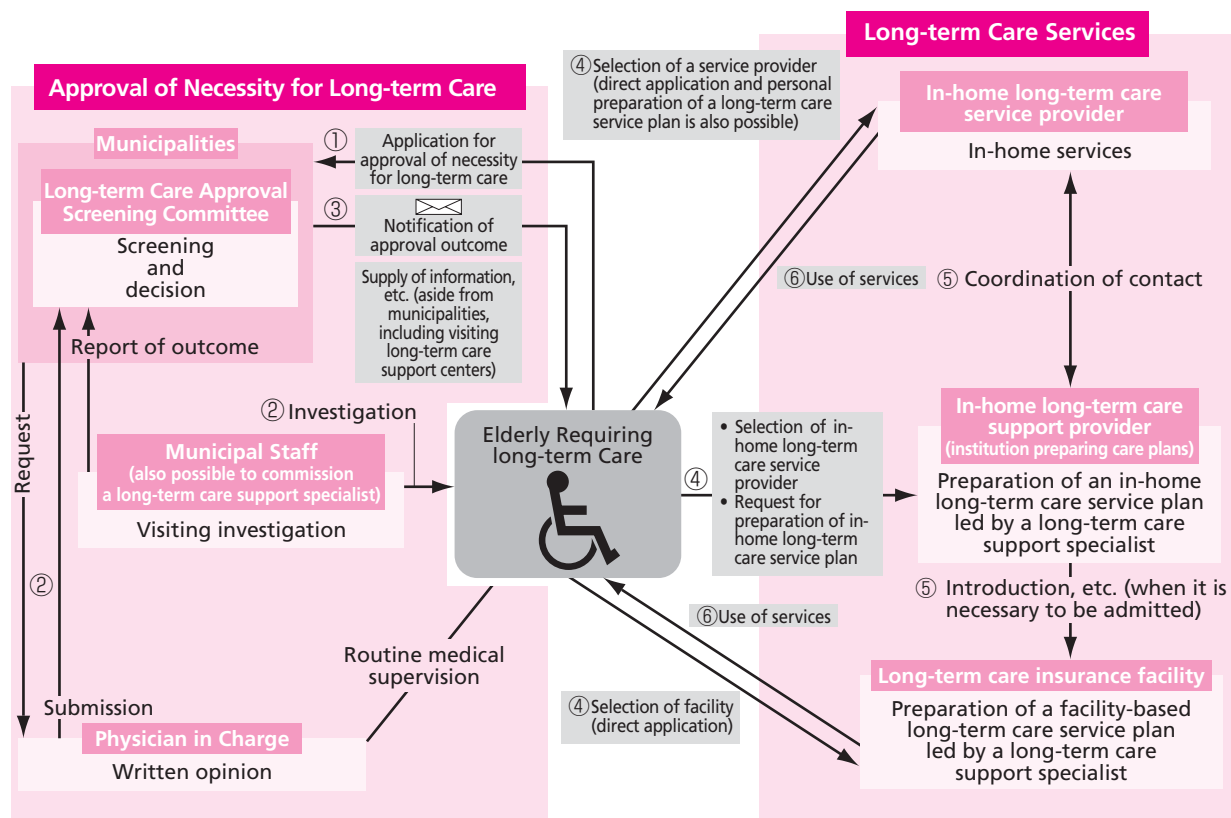 Approval of Necessity for Long-term Care
Municipalities
Long-term Care Approval
Screening Committee
Screening
and
decision
Report of outcome
①
Application for
approval of necessity
for long-term care
③
Notification of
approval outcome
Supply of information,
etc. (aside from
municipalities,
including visiting
long-term care
support centers)
② Investigation
Request
②
Municipal Staff
(also possible to commission
a long-term care support specialist)
Visiting investigation
Submission
Physician in Charge
Written opinion
Routine medical
supervision
Elderly Requiring
long-term Care
④ Selection of a service provider
(direct application and personal
preparation of a long-term care
service plan is also possible)
⑥Use of services
④
• Selection of in-
home long-term
care service
provider
• Request for
preparation of in-
home long-term
care service plan
⑥Use of services
④ Selection of facility
(direct application)
Long-term Care Services
In-home long-term care
service provider
In-home services
⑤ Coordination of contact
In-home long-term care
support provider
(institution preparing care plans)
Preparation of an in-home
long-term care service plan
led by a long-term care
support specialist
⑤ Introduction, etc. (when it is
necessary to be admitted)
Long-term care insurance facility
Preparation of a facility-based
long-term care service plan
led by a long-term care
support specialist